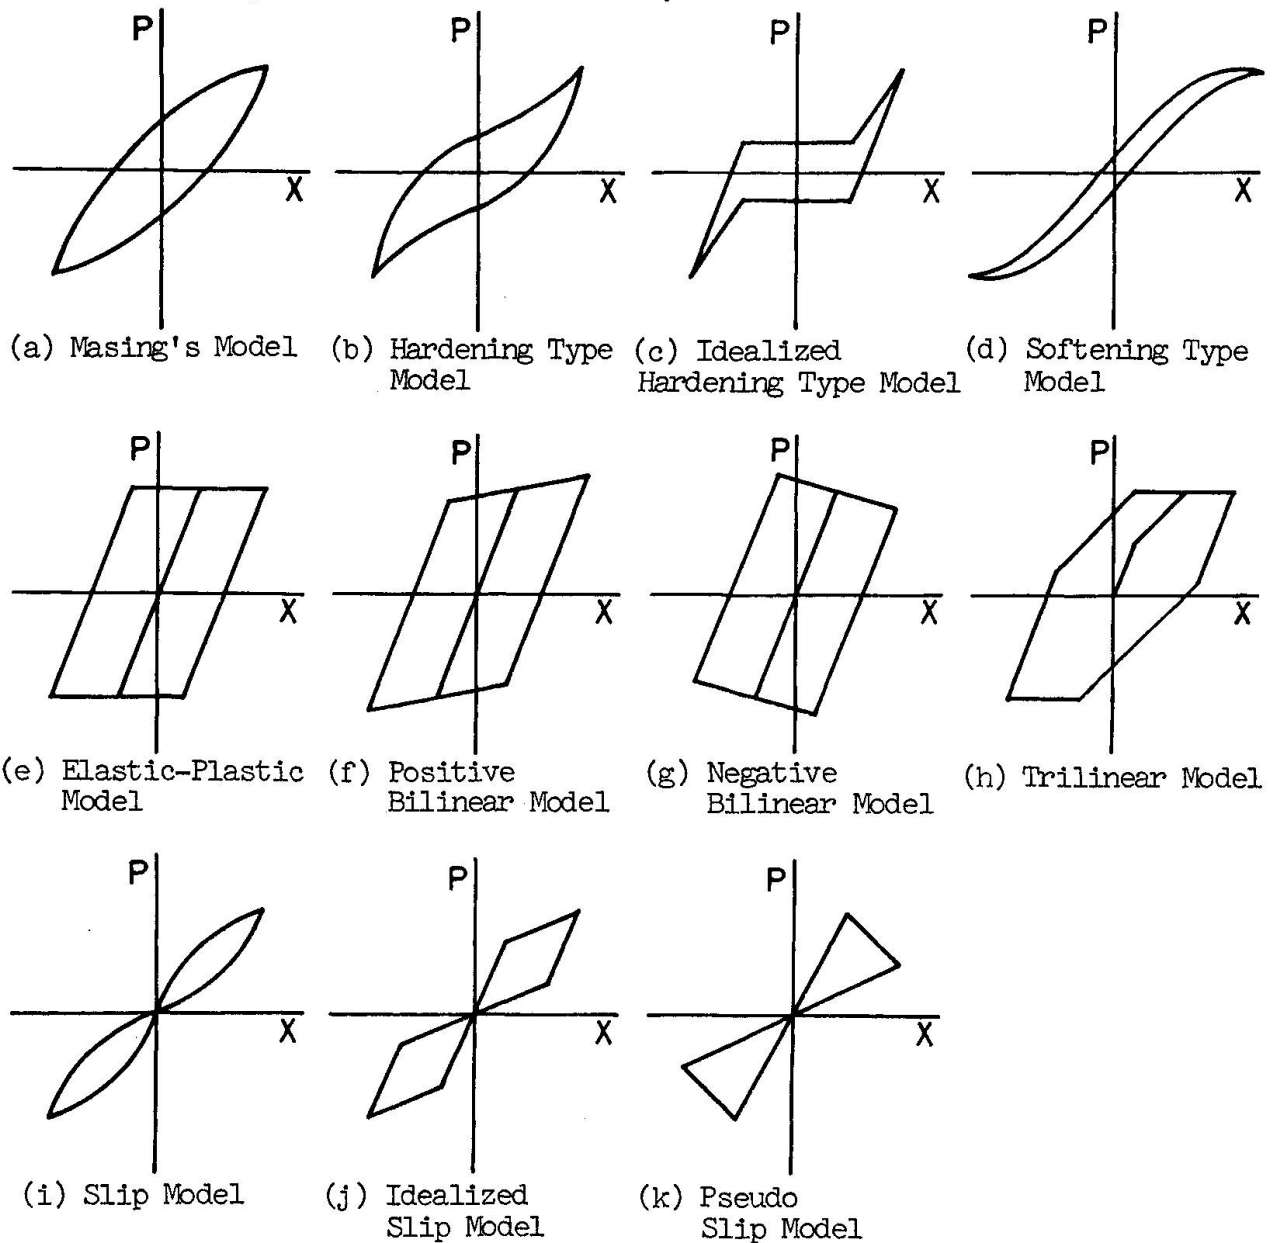 P P P P
X X X X
(a) Masing's Model (b) Hardening Type (c) Idealized (d) Softening Type
Model Hardening Type Model Model
P P P P
X X X X
(e) Elastic-Plastic (f) Positive (g) Negative (h) Trilinear Model
Model Bilinear Model Bilinear Model
P P P
X X X
(i) Slip Model (j) Idealized (k) Pseudo
Slip Model Slip Model